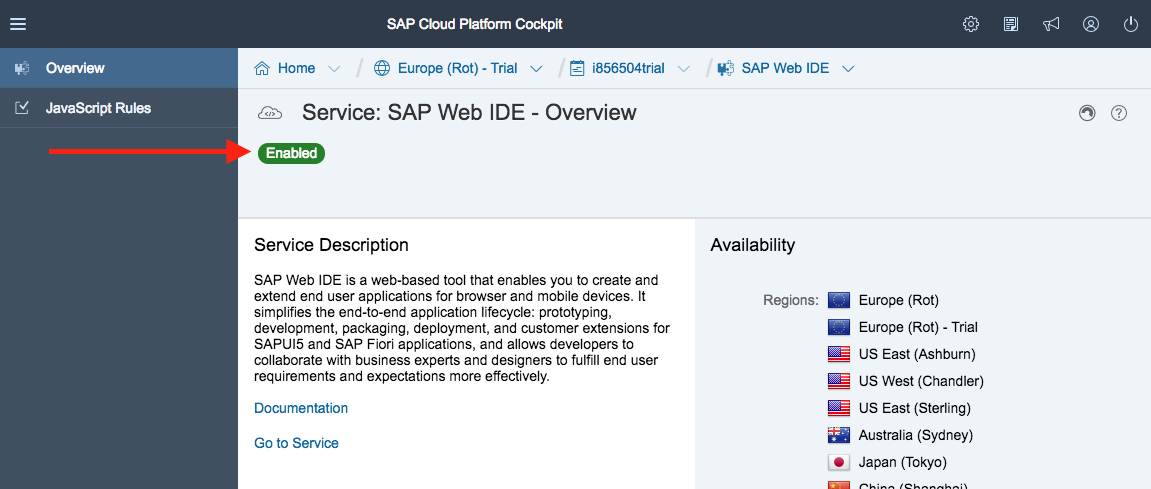 SAP Cloud Platform Cockpit
Overview
JavaScript Rules
Home / Europe (Rot) - Trial / i856504trial / SAP Web IDE
Service: SAP Web IDE - Overview
Enabled
Service Description
SAP Web IDE is a web-based tool that enables you to create and
extend end user applications for browser and mobile devices. It
simplifies the end-to-end application lifecycle: prototyping,
development, packaging, deployment, and customer extensions for
SAPUI5 and SAP Fiori applications, and allows developers to
collaborate with business experts and designers to fulfill end user
requirements and expectations more effectively.
Documentation
Go to Service
Availability
Regions:
Europe (Rot)
Europe (Rot) - Trial
US East (Ashburn)
US West (Chandler)
US East (Sterling)
Australia (Sydney)
Japan (Tokyo)
China (Shanghai)